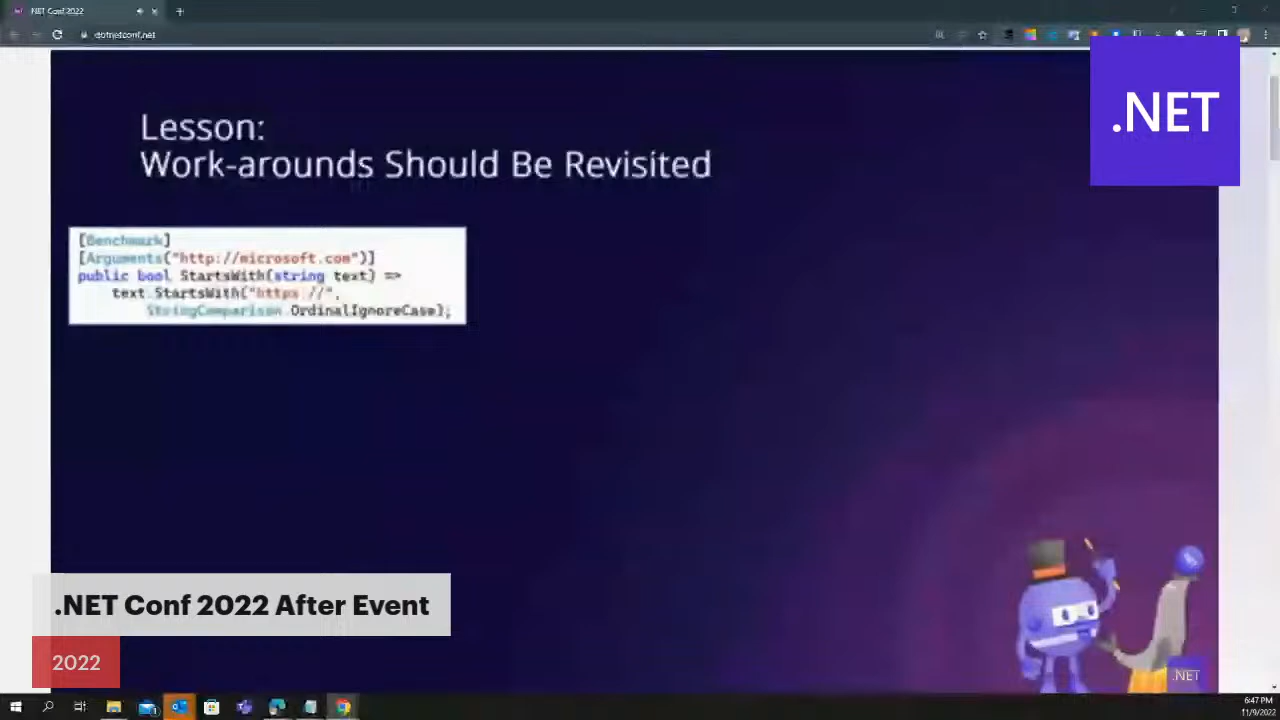 .NET Conf 2022
dotnetconf.net
.NET
Lesson:
Work-arounds Should Be Revisited
[Benchmark]
[Arguments("http://microsoft.com")]
public bool StartsWith(string text) =>
text.StartsWith("https://",
StringComparison.OrdinalIgnoreCase);
.NET Conf 2022 After Event
2022
.NET
6:47 PM
11/9/2022